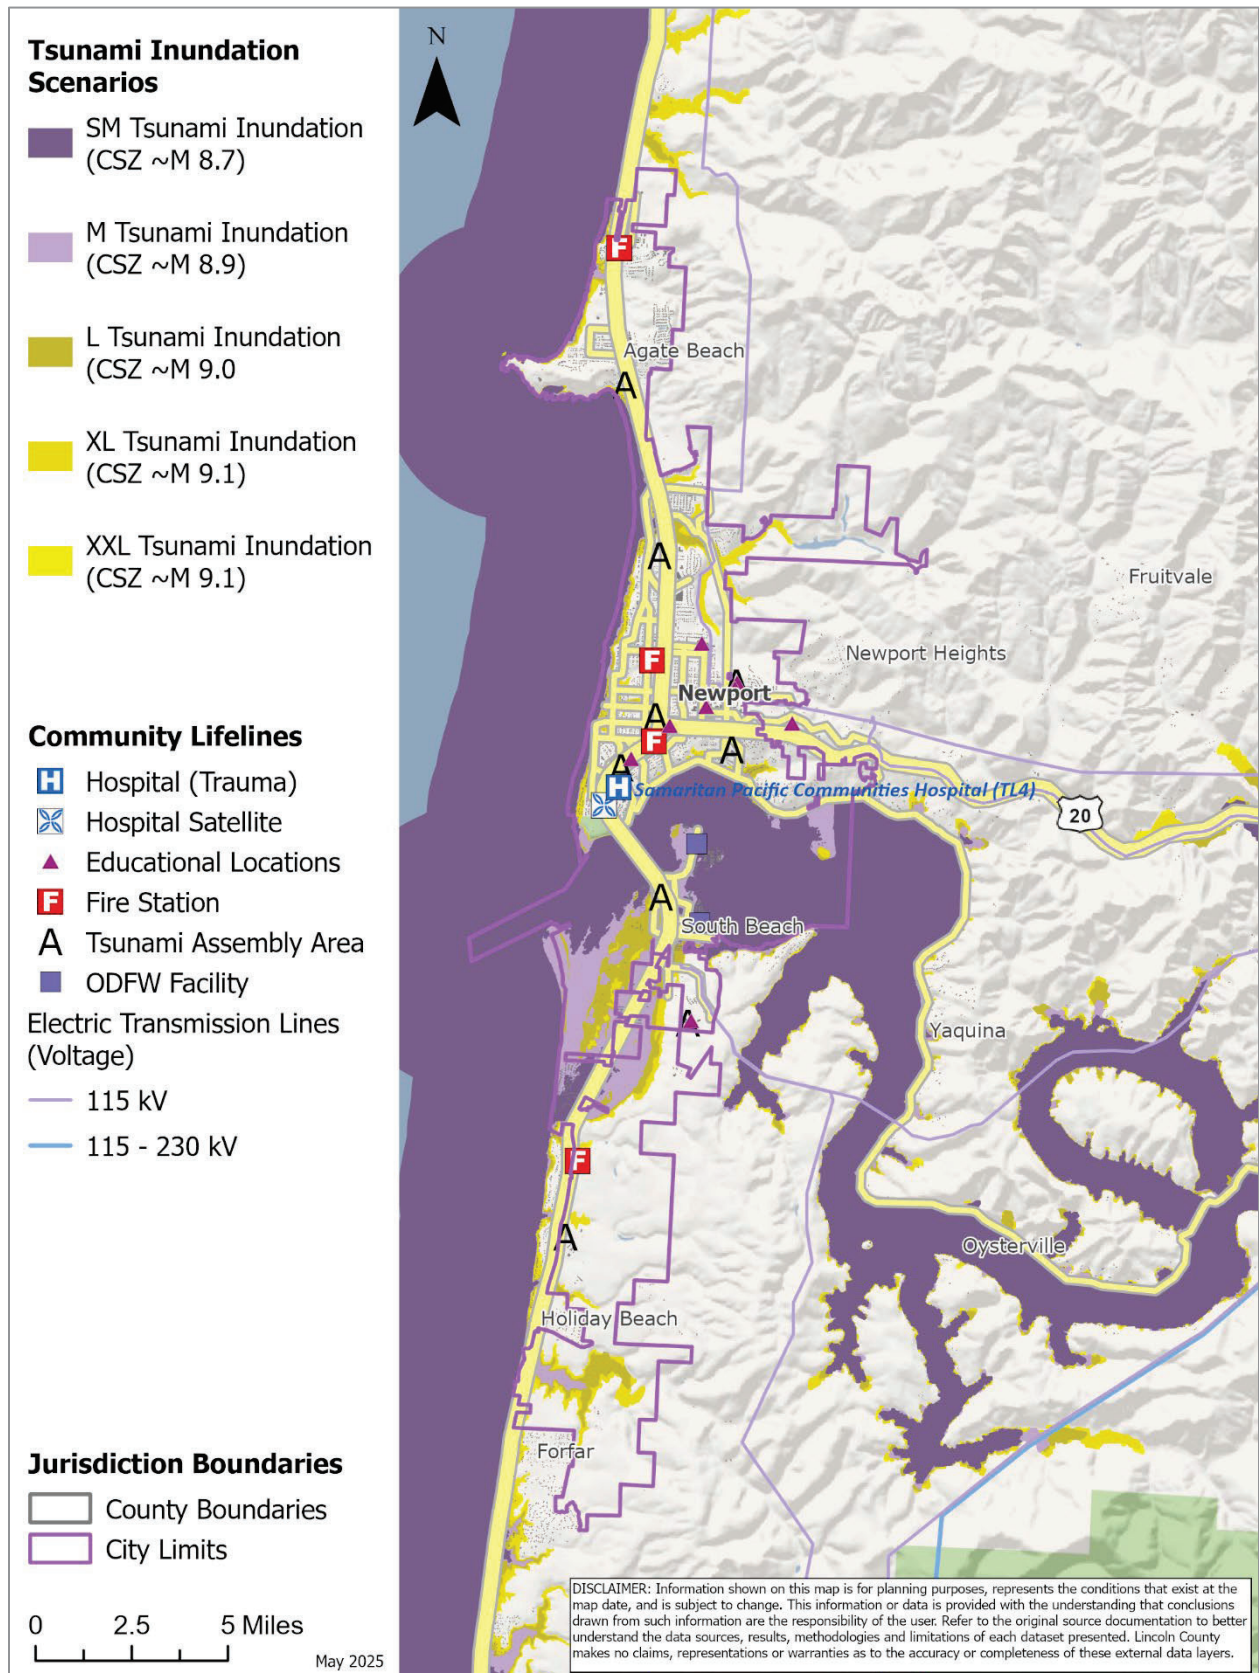 Tsunami Inundation
Scenarios
SM Tsunami Inundation
(CSZ ~M 8.7)
M Tsunami Inundation
(CSZ ~M 8.9)
L Tsunami Inundation
(CSZ ~M 9.0
XL Tsunami Inundation
(CSZ ~M 9.1)
XXL Tsunami Inundation
(CSZ ~M 9.1)
Community Lifelines
H Hospital (Trauma)
Hospital Satellite
Educational Locations
F Fire Station
A Tsunami Assembly Area
ODFW Facility
Electric Transmission Lines
(Voltage)
115 kV
115 - 230 kV
Jurisdiction Boundaries
County Boundaries
City Limits
0 2.5 5 Miles
May 2025
N
F
Agate Beach
A
A
Fruitvale
F
Newport Heights
A
Newport
A
F
A
A
H
Samaritan Pacific Communities Hospital (TL4)
20
A
South Beach
A
Yaquina
F
A
Oysterville
Holiday Beach
Forfar
DISCLAIMER: Information shown on this map is for planning purposes, represents the conditions that exist at the
map date, and is subject to change. This information or data is provided with the understanding that conclusions
drawn from such information are the responsibility of the user. Refer to the original source documentation to better
understand the data sources, results, methodologies and limitations of each dataset presented. Lincoln County
makes no claims, representations or warranties as to the accuracy or completeness of these external data layers.